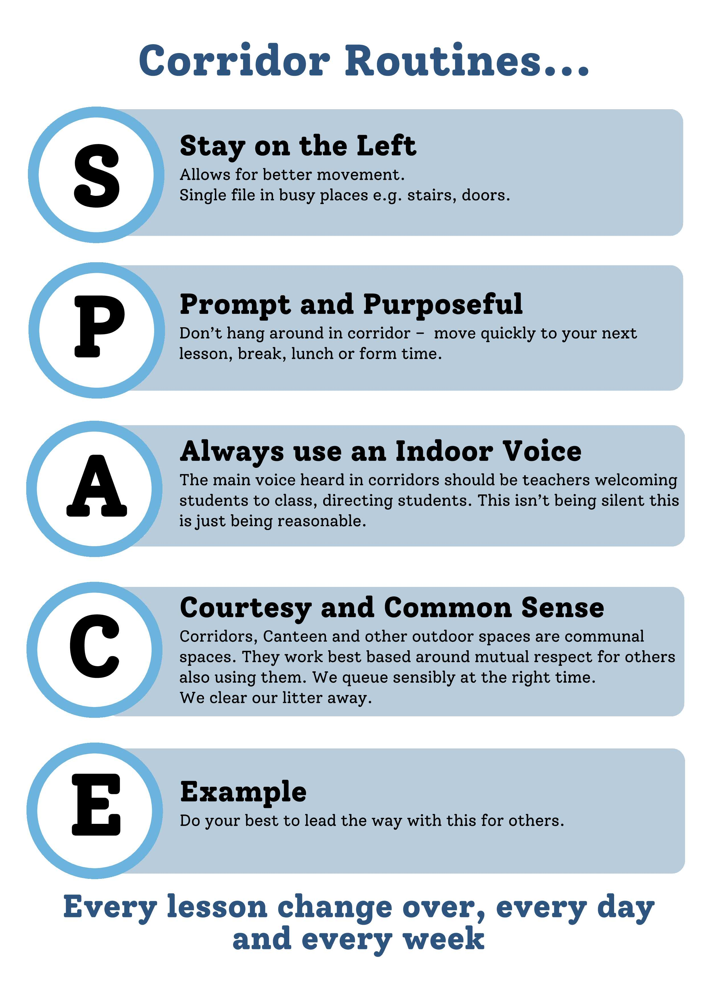 Corridor Routines...
S
Stay on the Left
Allows for better movement.
Single file in busy places e.g. stairs, doors.
P
Prompt and Purposeful
Don’t hang around in corridor –  move quickly to your next
lesson, break, lunch or form time.
A
Always use an Indoor Voice
The main voice heard in corridors should be teachers welcoming
students to class, directing students. This isn’t being silent this
is just being reasonable.
C
Courtesy and Common Sense
Corridors, Canteen and other outdoor spaces are communal
spaces. They work best based around mutual respect for others
also using them. We queue sensibly at the right time.
We clear our litter away.
E
Example
Do your best to lead the way with this for others.
Every lesson change over, every day
and every week